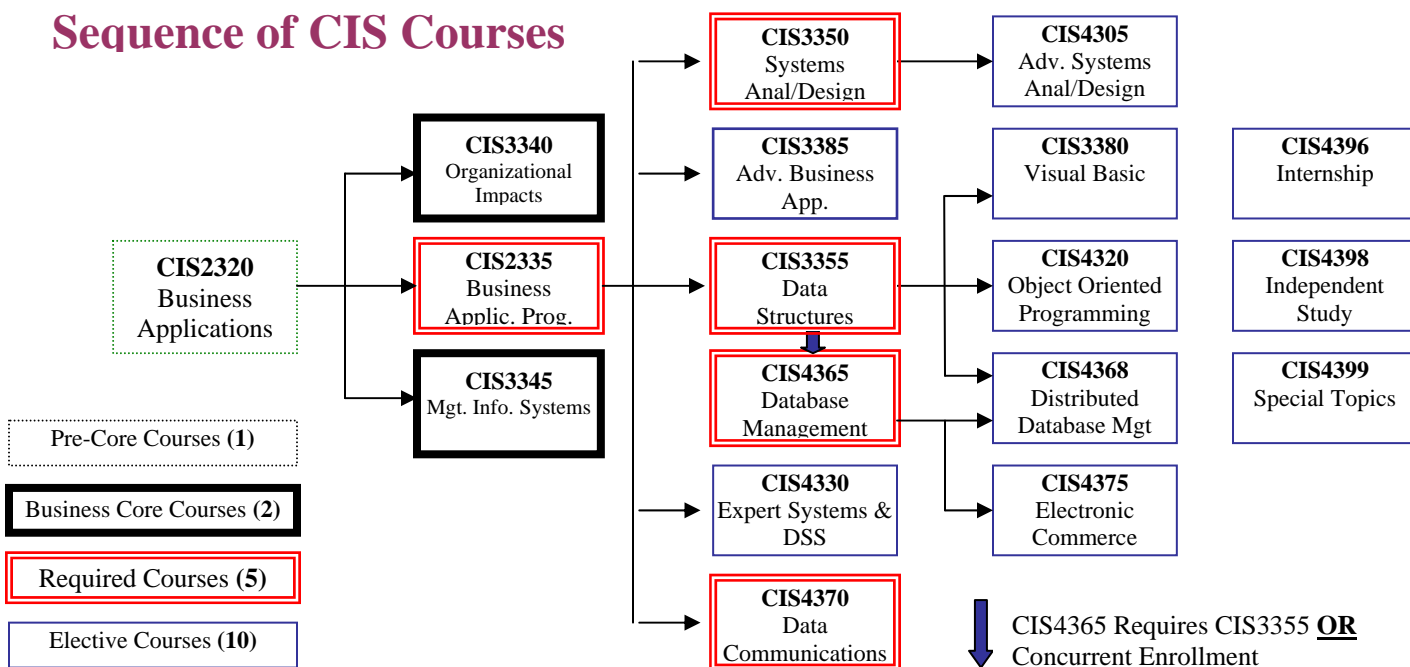 Sequence of CIS Courses
CIS2320
Business
Applications
CIS3340
Organizational
Impacts
CIS2335
Business
Applic. Prog.
CIS3345
Mgt. Info. Systems
CIS3350
Systems
Anal/Design
CIS3385
Adv. Business
App.
CIS3355
Data
Structures
CIS4365
Database
Management
CIS4330
Expert Systems &
DSS
CIS4370
Data
Communications
CIS4305
Adv. Systems
Anal/Design
CIS3380
Visual Basic
CIS4320
Object Oriented
Programming
CIS4368
Distributed
Database Mgt
CIS4375
Electronic
Commerce
CIS4396
Internship
CIS4398
Independent
Study
CIS4399
Special Topics
Pre-Core Courses (1)
Business Core Courses (2)
Required Courses (5)
Elective Courses (10)
CIS4365 Requires CIS3355 OR
Concurrent Enrollment